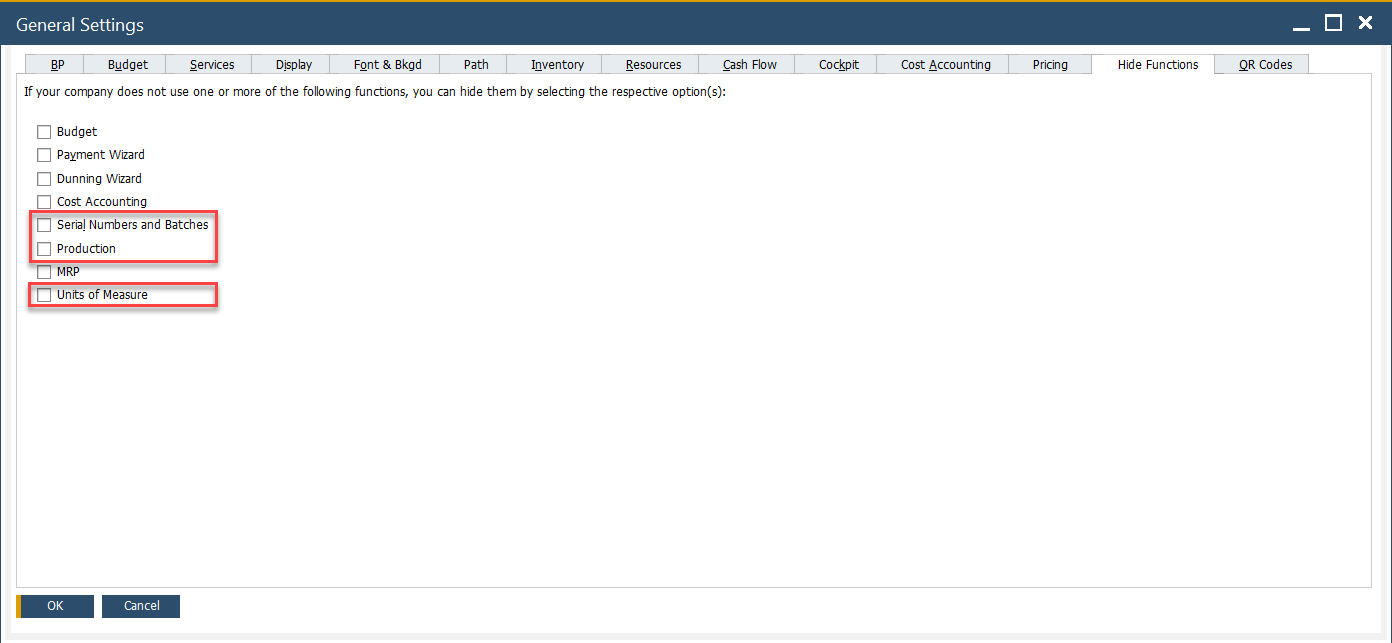 General Settings
BP Budget Services Display Font & Bkgd Path Inventory Resources Cash Flow Cockpit Cost Accounting Pricing Hide Functions QR Codes
If your company does not use one or more of the following functions, you can hide them by selecting the respective option(s):
Budget
Payment Wizard
Dunning Wizard
Cost Accounting
Serial Numbers and Batches
Production
MRP
Units of Measure
OK Cancel